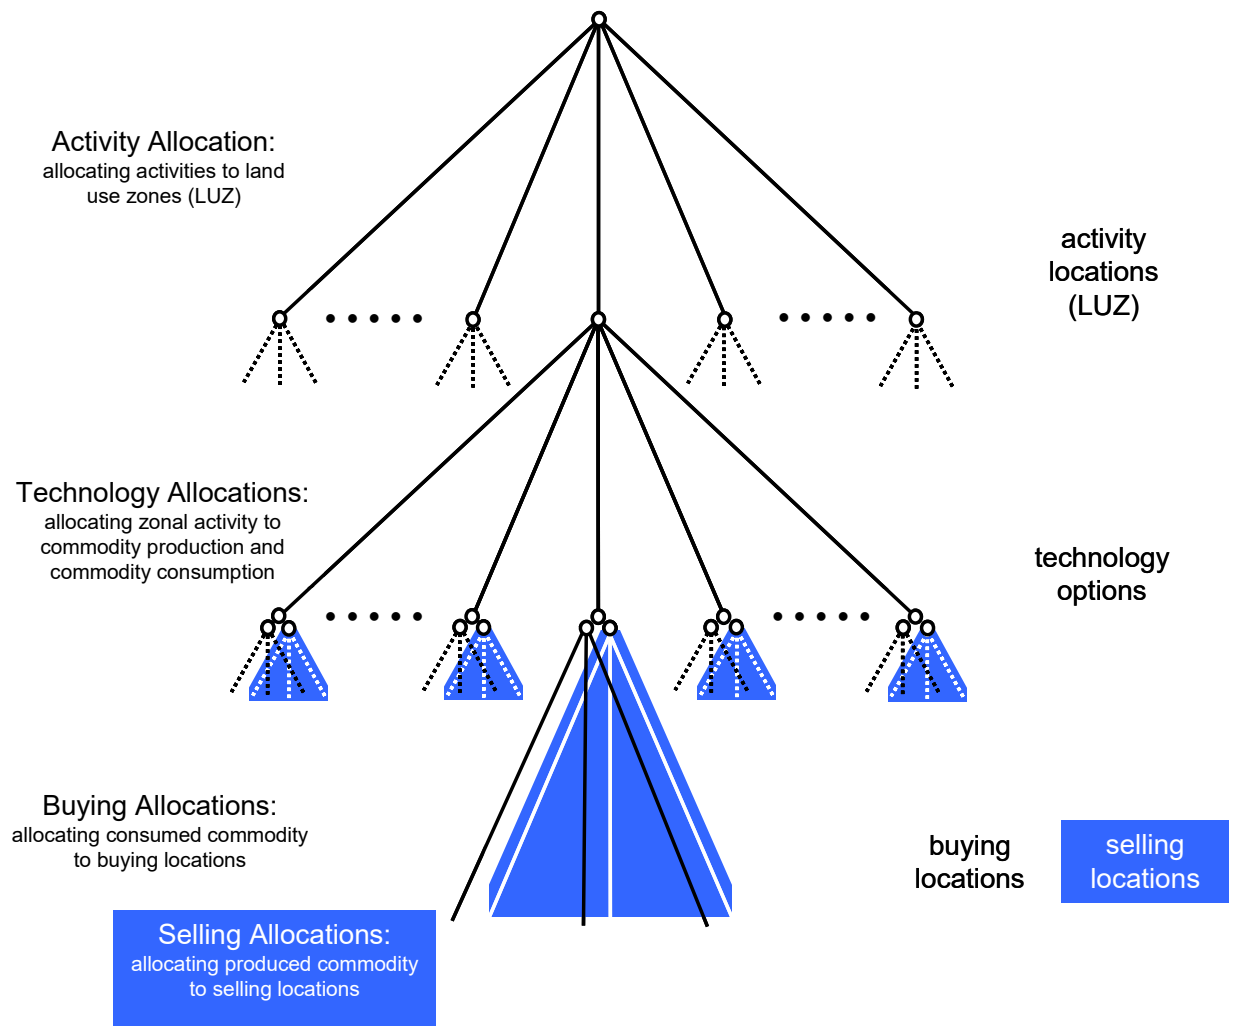 Activity Allocation:
allocating activities to land
use zones (LUZ)
activity
locations
(LUZ)
Technology Allocations:
allocating zonal activity to
commodity production and
commodity consumption
technology
options
Buying Allocations:
allocating consumed commodity
to buying locations
buying
locations
selling
locations
Selling Allocations:
allocating produced commodity
to selling locations